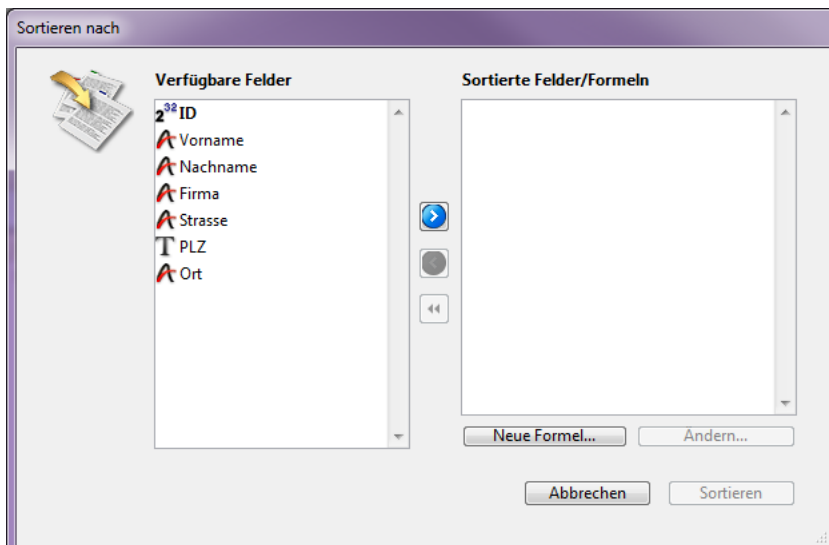 Sortieren nach
Verfügbare Felder
Sortierte Felder/Formeln
2³² ID
A Vorname
A Nachname
A Firma
A Strasse
T PLZ
A Ort
Neue Formel...
Ändern...
Abbrechen
Sortieren